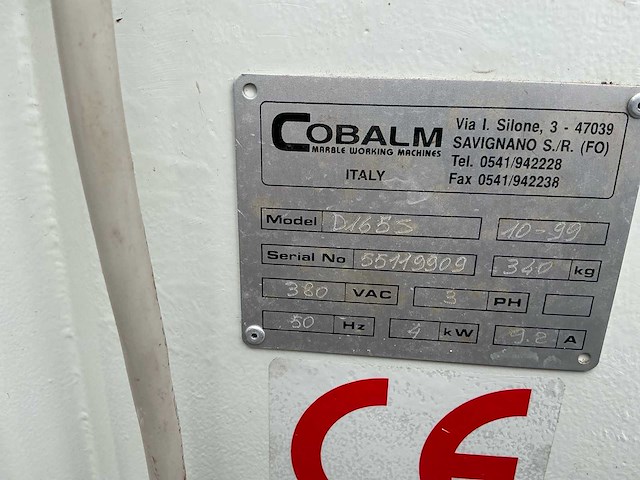 COBALM
MARBLE WORKING MACHINES
ITALY
Via I. Silone, 3 - 47039
SAVIGNANO S./R. (FO)
Tel. 0541/942228
Fax 0541/942238
Model D165S 10-99
Serial No 55119909 340 kg
380 VAC 3 PH
50 Hz 4 kW 9.2 A
CE